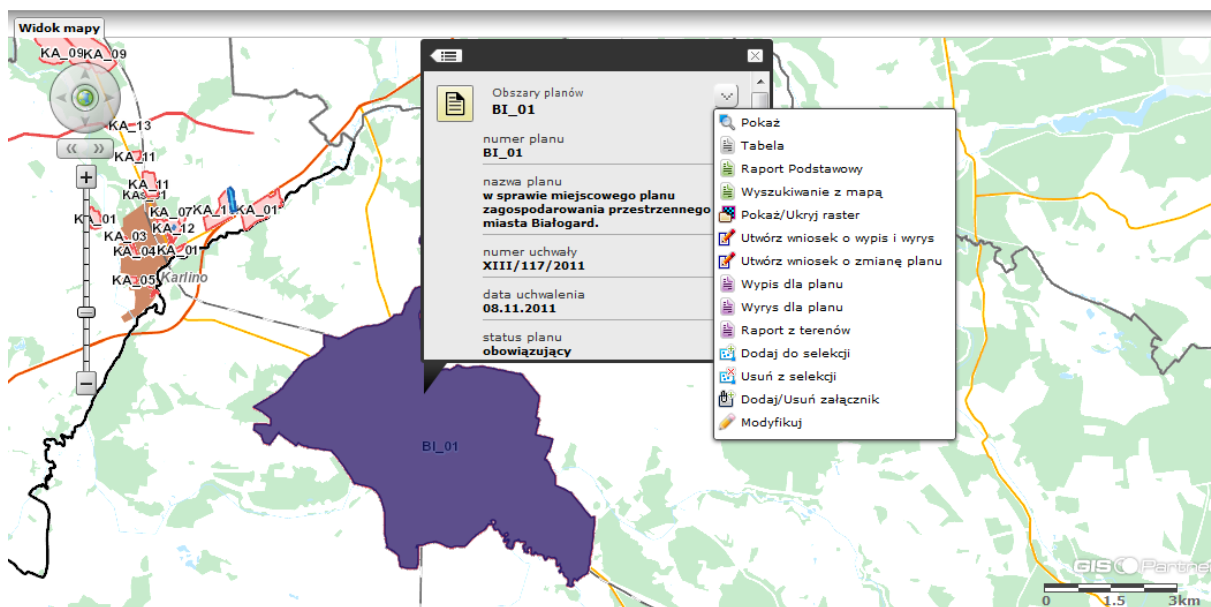 Widok mapy
KA_09
KA_09
KA_13
KA_11
KA_11
KA_01
KA_07
KA_1
KA_01
KA_12
KA_03
KA_04
KA_01
KA_05
Karlino
Obszary planów
BI_01
numer planu
BI_01
nazwa planu
w sprawie miejscowego planu
zagospodarowania przestrzennego
miasta Białogard.
numer uchwały
XIII/117/2011
data uchwalenia
08.11.2011
status planu
obowiązujący
Pokaż
Tabela
Raport Podstawowy
Wyszukiwanie z mapą
Pokaż/Ukryj raster
Utwórz wniosek o wypis i wyrys
Utwórz wniosek o zmianę planu
Wypis dla planu
Wyrys dla planu
Raport z terenów
Dodaj do selekcji
Usuń z selekcji
Dodaj/Usuń załącznik
Modyfikuj
BI_01
GIS Partner
0 1.5 3km